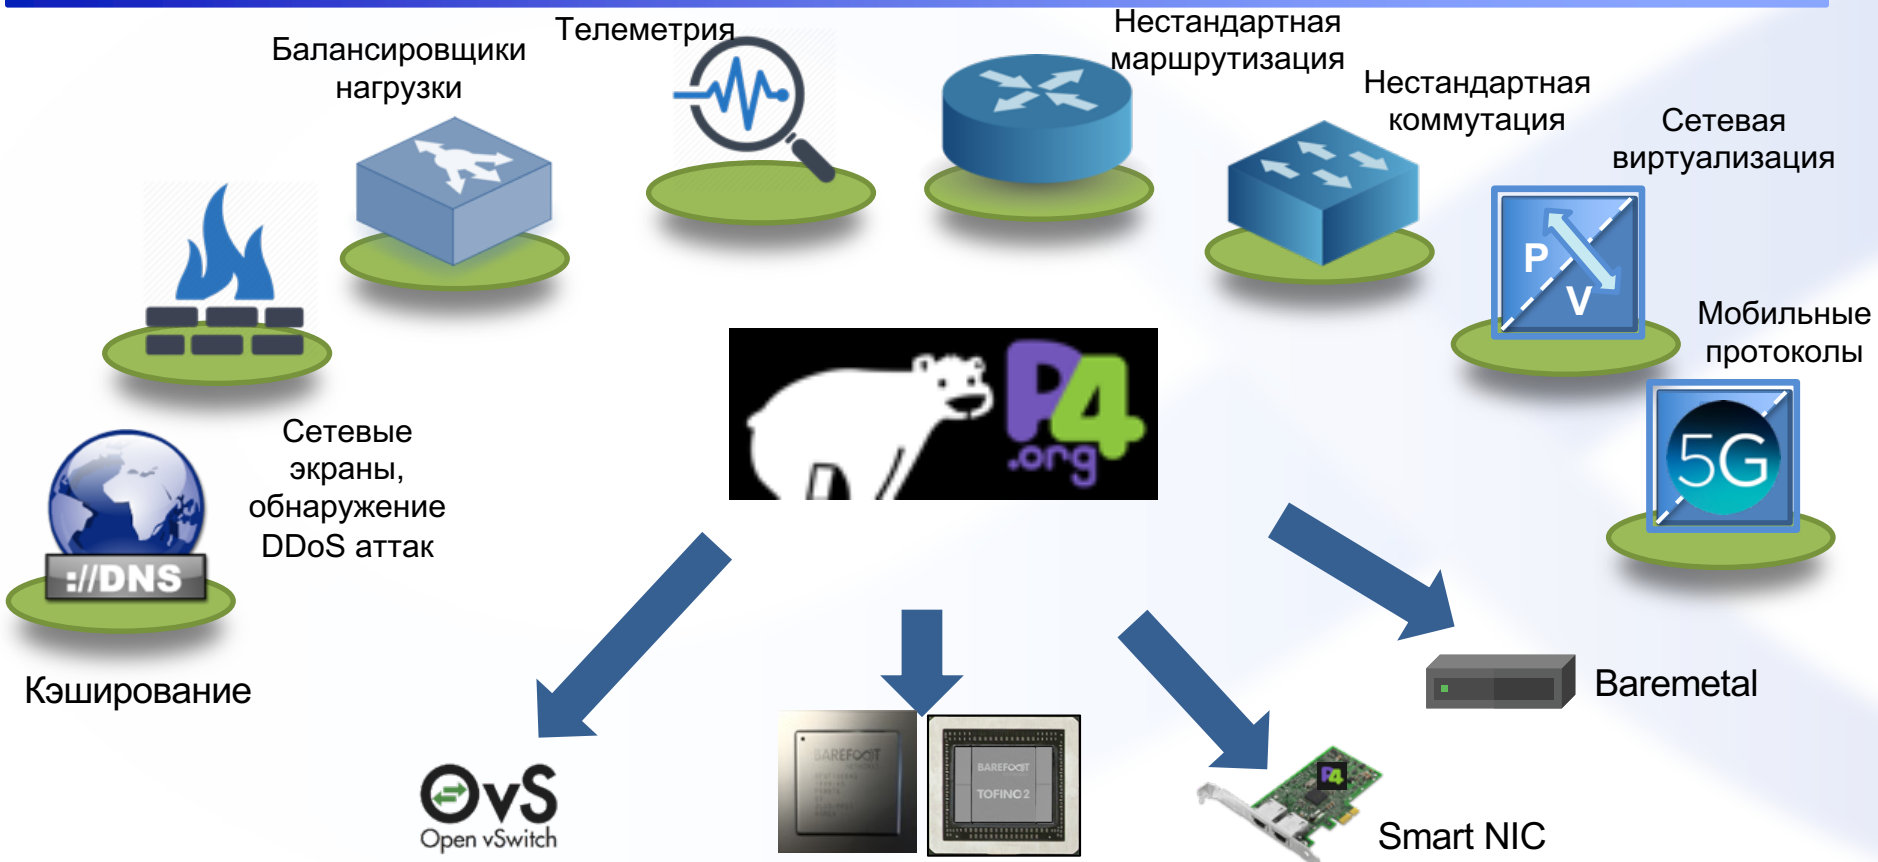 Телеметрия
Нестандартная
маршрутизация
Балансировщики
нагрузки
Нестандартная
коммутация
Сетевая
виртуализация
P
V
Мобильные
протоколы
5G
P4
.org
Сетевые
экраны,
обнаружение
DDoS аттак
://DNS
Кэширование
Baremetal
BAREFOOT
BAREFOOT
TOFINO 2
P4
OvS
Open vSwitch
Smart NIC